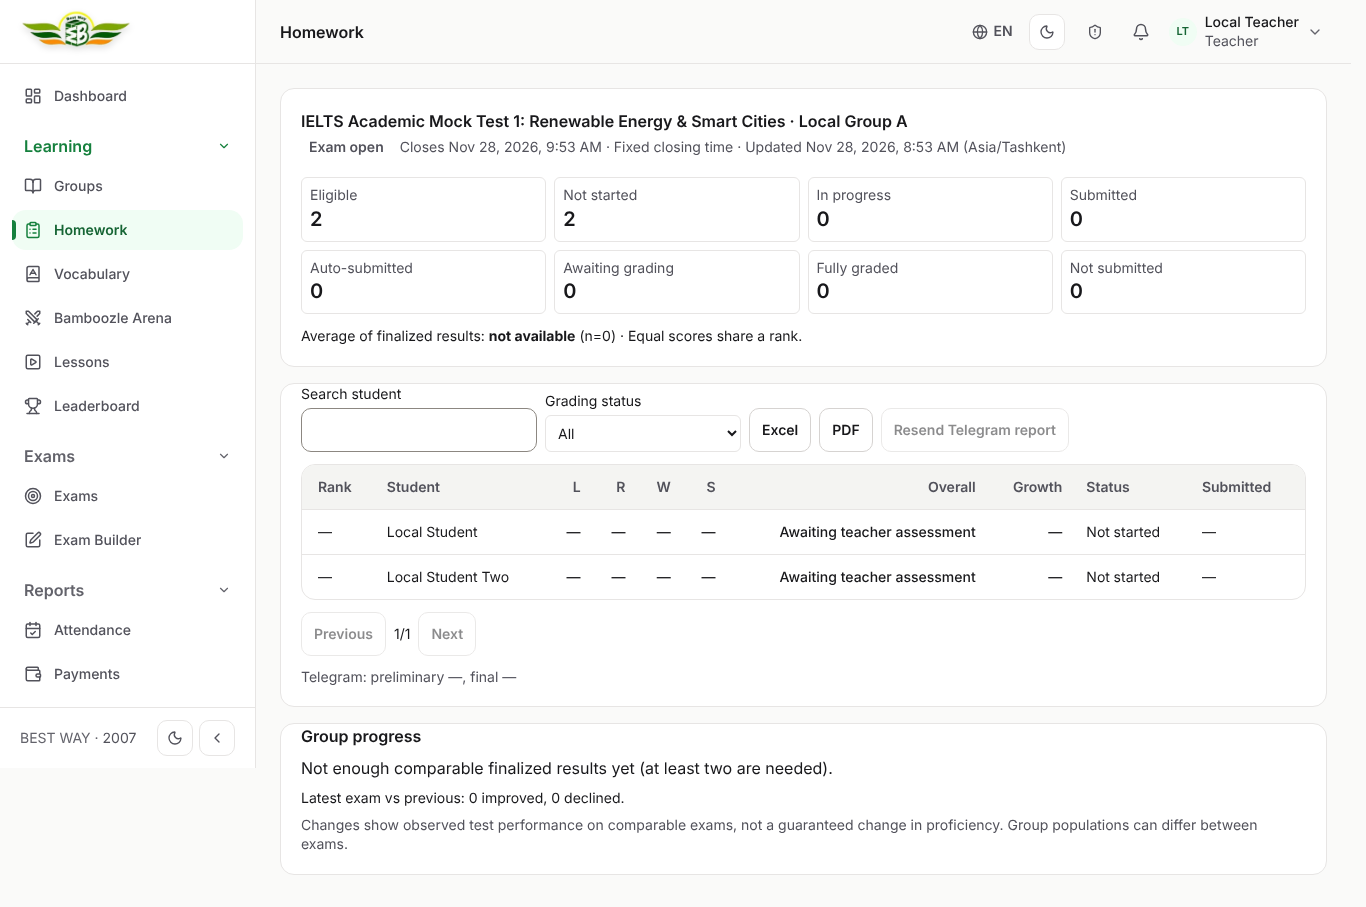 Homework
EN
LT
Local Teacher
Teacher
Dashboard
Learning
Groups
Homework
Vocabulary
Bamboozle Arena
Lessons
Leaderboard
Exams
Exams
Exam Builder
Reports
Attendance
Payments
BEST WAY · 2007
IELTS Academic Mock Test 1: Renewable Energy & Smart Cities · Local Group A
Exam open Closes Nov 28, 2026, 9:53 AM · Fixed closing time · Updated Nov 28, 2026, 8:53 AM (Asia/Tashkent)
Eligible Not started In progress Submitted
2 2 0 0
Auto-submitted Awaiting grading Fully graded Not submitted
0 0 0 0
Average of finalized results: not available (n=0) · Equal scores share a rank.
Search student
Grading status
All Excel PDF Resend Telegram report
Rank Student L R W S Overall Growth Status Submitted
— Local Student — — — — Awaiting teacher assessment — Not started —
— Local Student Two — — — — Awaiting teacher assessment — Not started —
Previous 1/1 Next
Telegram: preliminary —, final —
Group progress
Not enough comparable finalized results yet (at least two are needed).
Latest exam vs previous: 0 improved, 0 declined.
Changes show observed test performance on comparable exams, not a guaranteed change in proficiency. Group populations can differ between
exams.